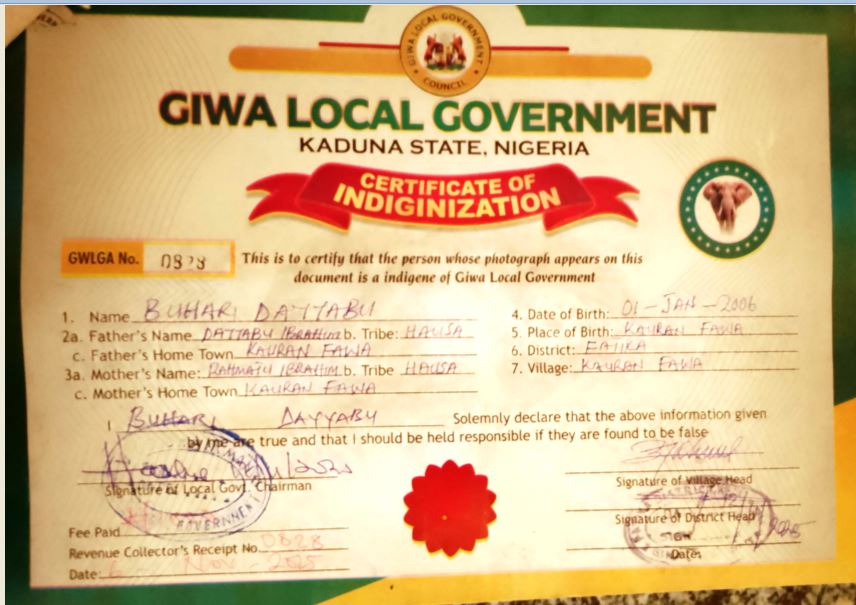 GIWA LOCAL GOVERNMENT
COUNCIL
GIWA LOCAL GOVERNMENT
KADUNA STATE, NIGERIA
CERTIFICATE OF
INDIGINIZATION
GWLGA No. 0828
This is to certify that the person whose photograph appears on this
document is a indigene of Giwa Local Government
1. Name BUHARI DAYYABU
2a. Father's Name DAYYABU IBRAHIM b. Tribe: HAUSA
c. Father's Home Town KAURAN FAWA
3a. Mother's Name: RAHMATU IBRAHIM b. Tribe HAUSA
c. Mother's Home Town KAURAN FAWA
4. Date of Birth: 01-JAN-2006
5. Place of Birth: KAURAN FAWA
6. District: FATIKA
7. Village: KAURAN FAWA
I BUHARI DAYYABU Solemnly declare that the above information given
by me are true and that I should be held responsible if they are found to be false
Signature of Local Govt. Chairman
Fee Paid
Revenue Collector's Receipt No. 0828
Date: 6 Nov - 2025
Signature of Village Head
Signature of District Head
Date: